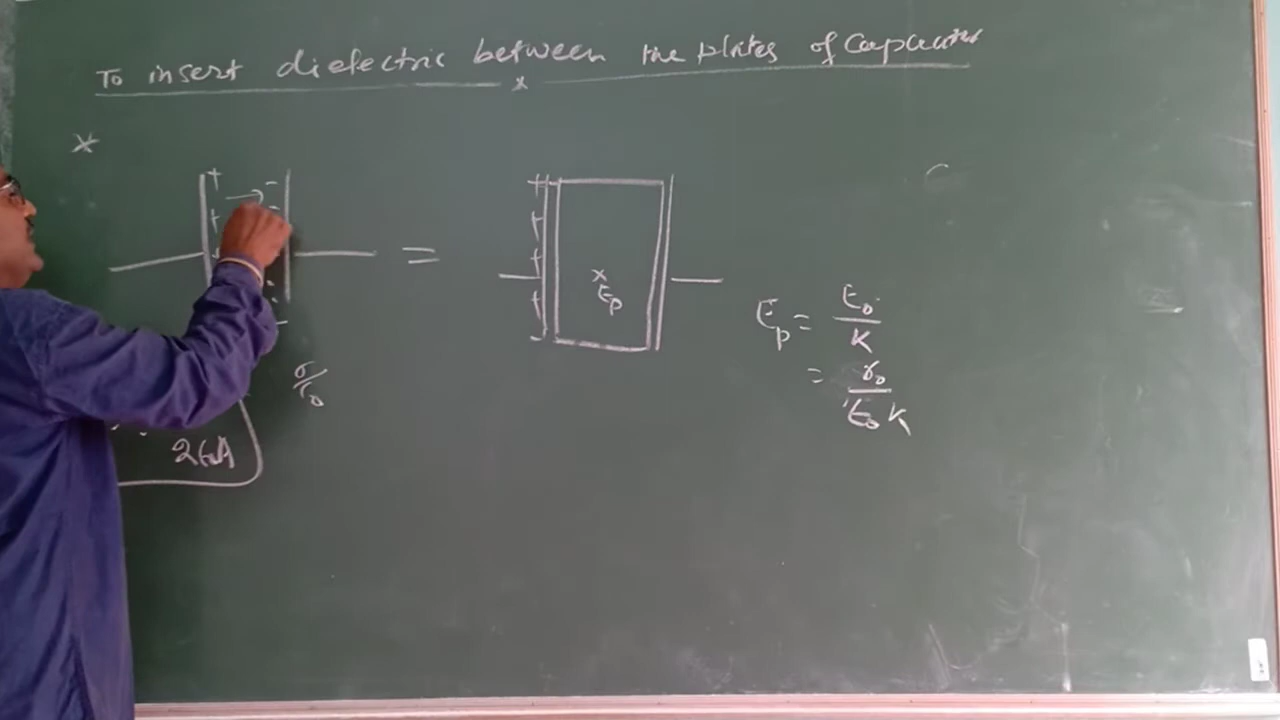 To insert dielectric between the plates of Capacitor
+ -
+ -
+
+
+
+
x
Ep
Ep = E₀/K
= σ₀/ε₀K
σ/ε₀
2ε₀A